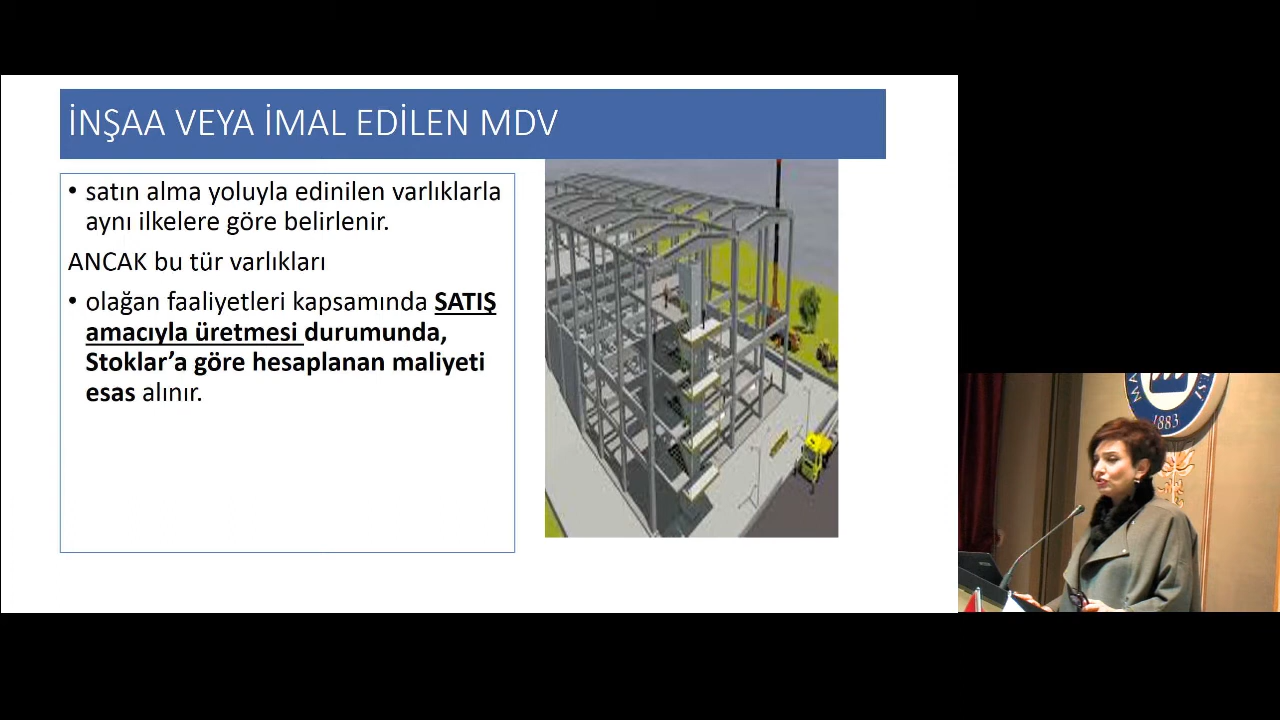 İNŞAA VEYA İMAL EDİLEN MDV
• satın alma yoluyla edinilen varlıklarla
aynı ilkelere göre belirlenir.
ANCAK bu tür varlıkları
• olağan faaliyetleri kapsamında SATIŞ
amacıyla üretmesi durumunda,
Stoklar’a göre hesaplanan maliyeti
esas alınır.
1883